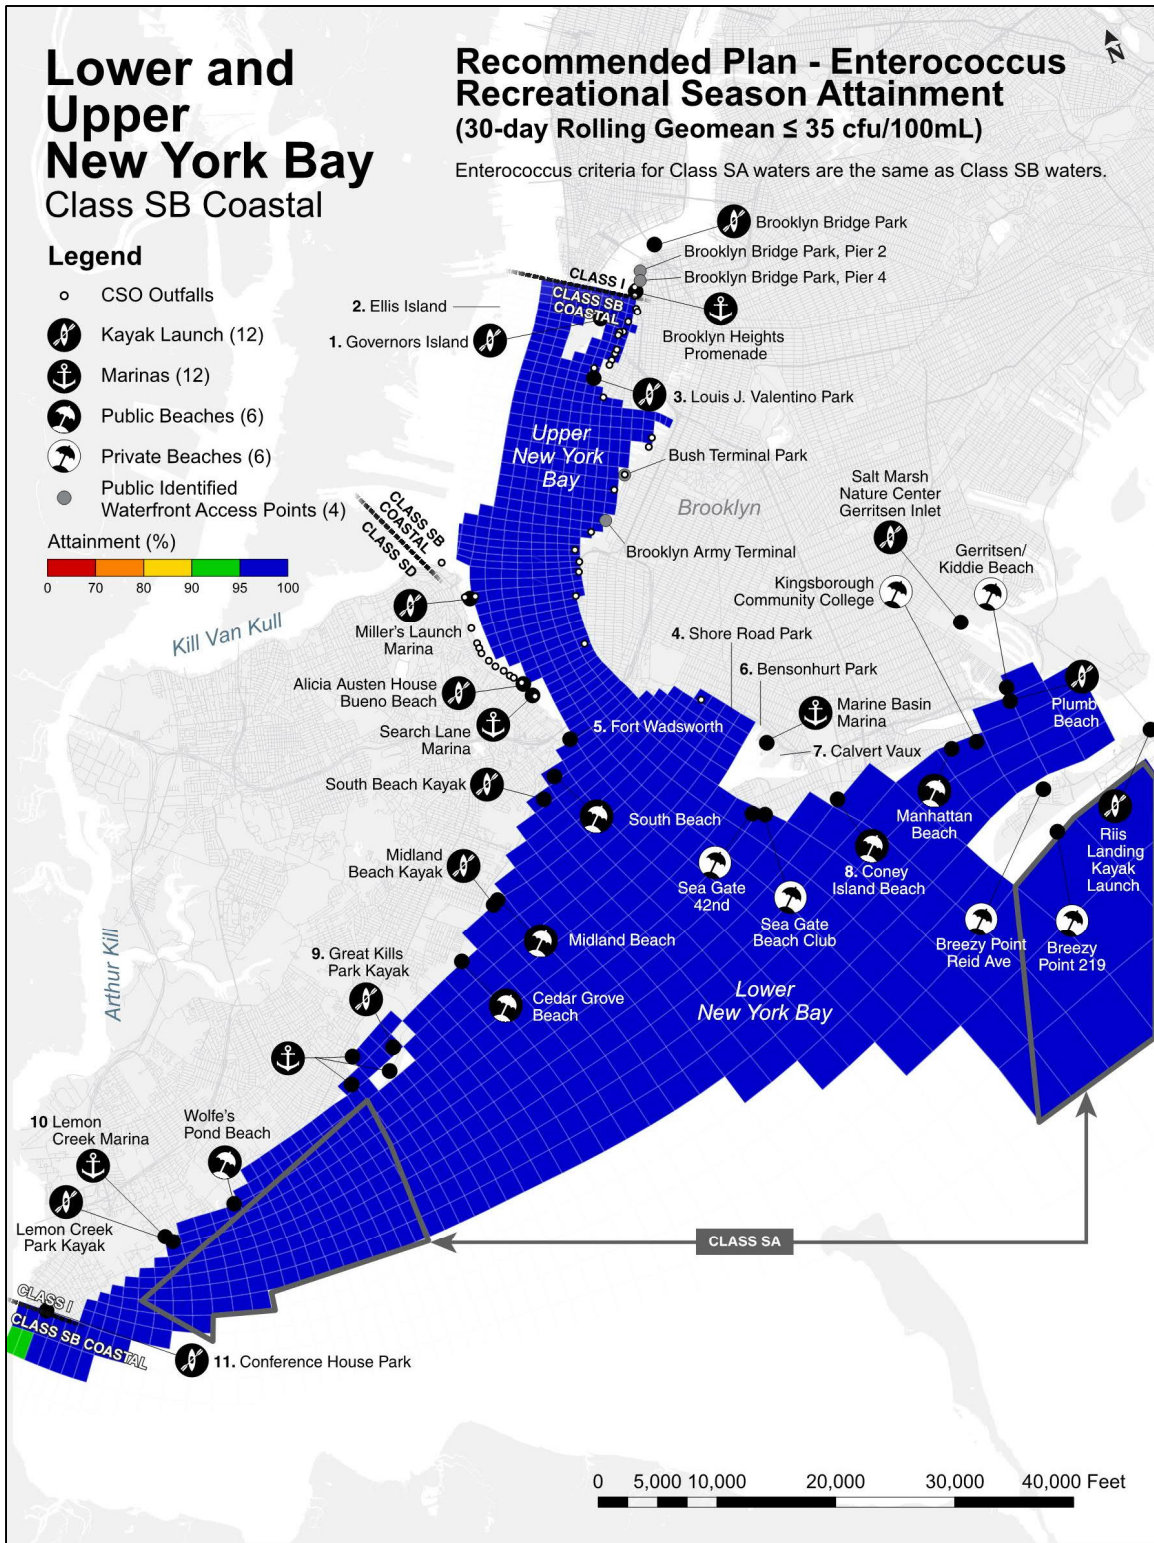 Lower and
Upper
New York Bay
Class SB Coastal
Recommended Plan - Enterococcus
Recreational Season Attainment
(30-day Rolling Geomean ≤ 35 cfu/100mL)
Enterococcus criteria for Class SA waters are the same as Class SB waters.
N
Legend
CSO Outfalls
Kayak Launch (12)
Marinas (12)
Public Beaches (6)
Private Beaches (6)
Public Identified
Waterfront Access Points (4)
Attainment (%)
0 70 80 90 95 100
Brooklyn Bridge Park
Brooklyn Bridge Park, Pier 2
Brooklyn Bridge Park, Pier 4
CLASS I
CLASS SB
COASTAL
2. Ellis Island
1. Governors Island
Brooklyn Heights
Promenade
3. Louis J. Valentino Park
Upper
New York
Bay
Bush Terminal Park
Brooklyn
Brooklyn Army Terminal
Salt Marsh
Nature Center
Gerritsen Inlet
Gerritsen/
Kiddie Beach
Kingsborough
Community College
CLASS SB
COASTAL
CLASS SD
Kill Van Kull
Miller's Launch
Marina
4. Shore Road Park
6. Bensonhurt Park
Alicia Austen House
Bueno Beach
Search Lane
Marina
5. Fort Wadsworth
Marine Basin
Marina
7. Calvert Vaux
Plumb
Beach
South Beach Kayak
South Beach
Manhattan
Beach
Riis
Landing
Kayak
Launch
Midland
Beach Kayak
Sea Gate
42nd
8. Coney
Island Beach
Sea Gate
Beach Club
Breezy Point
Reid Ave
Breezy
Point 219
Midland Beach
9. Great Kills
Park Kayak
Arthur Kill
Cedar Grove
Beach
Lower
New York Bay
Wolfe's
Pond Beach
10 Lemon
Creek Marina
Lemon Creek
Park Kayak
CLASS SA
CLASS I
CLASS SB COASTAL
11. Conference House Park
0 5,000 10,000 20,000 30,000 40,000 Feet